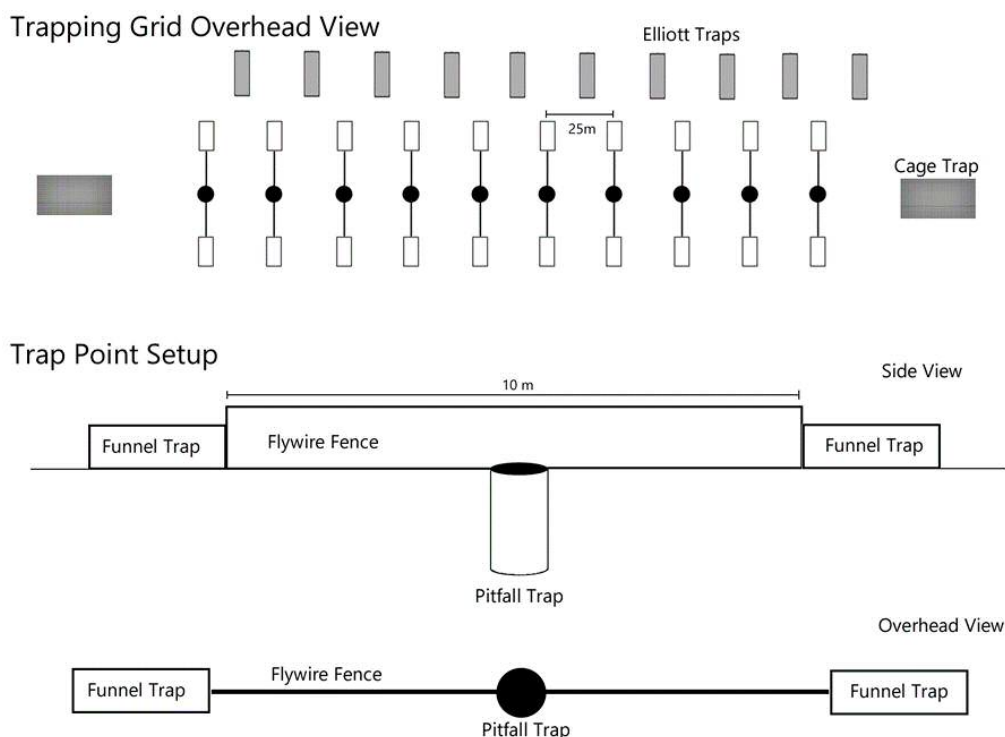 Trapping Grid Overhead View
Elliott Traps
25m
Cage Trap
Trap Point Setup
Side View
10 m
Funnel Trap
Flywire Fence
Funnel Trap
Pitfall Trap
Overhead View
Funnel Trap
Flywire Fence
Funnel Trap
Pitfall Trap